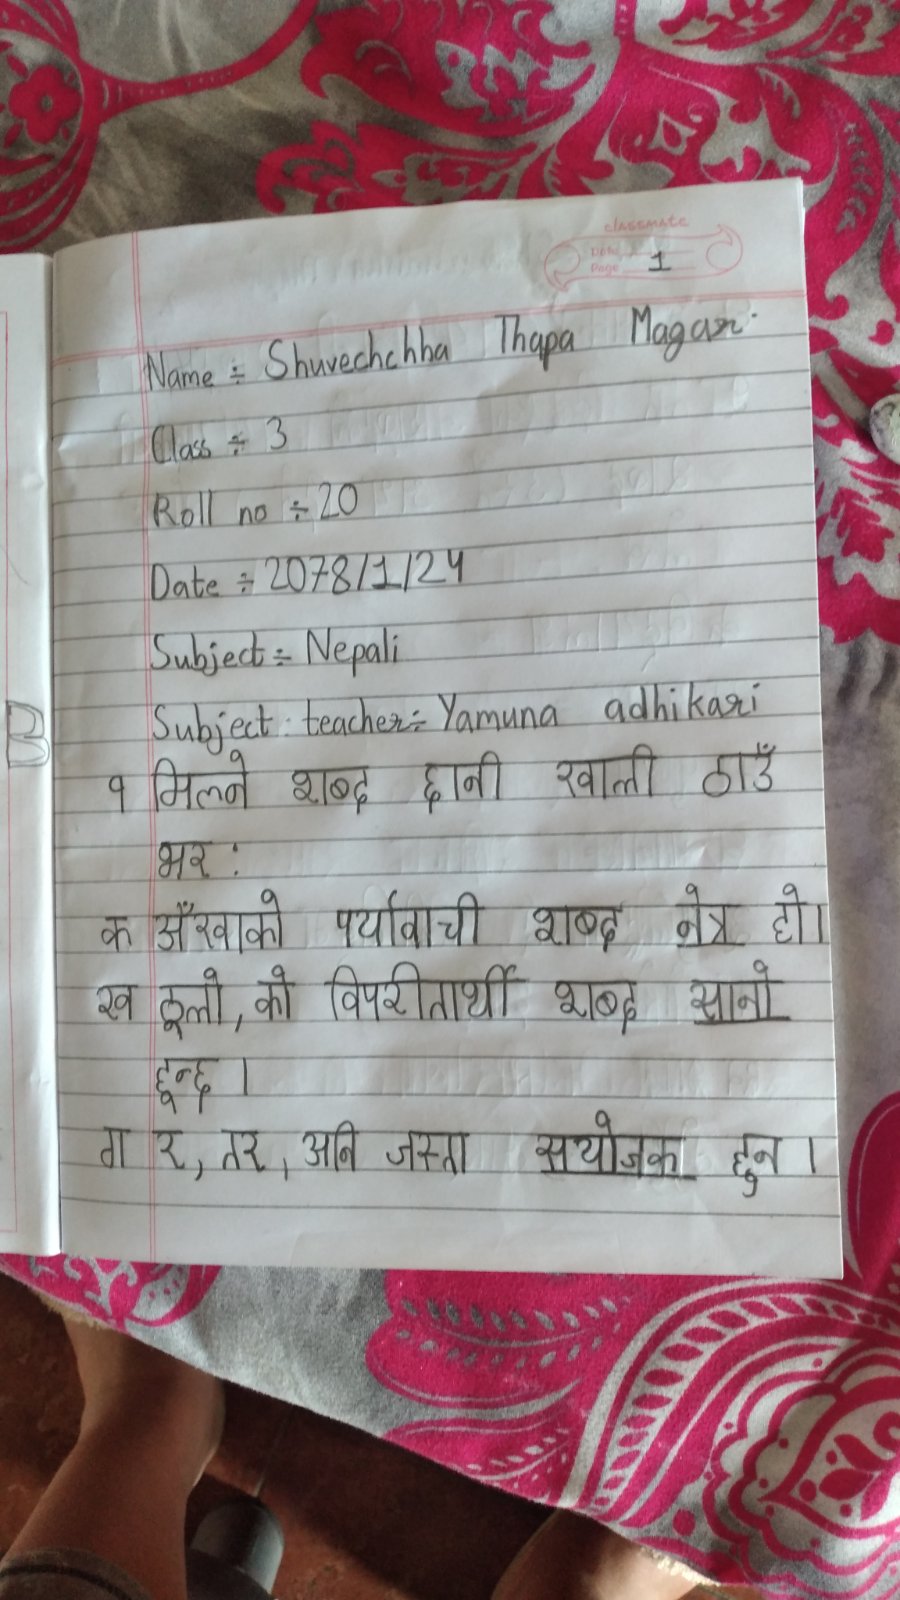 classmate
Date
Page 1
Name ÷ Shuvechchha Thapa Magar.
Class ÷ 3
Roll no ÷ 20
Date ÷ 2078/1/24
Subject ÷ Nepali
Subject teacher ÷ Yamuna adhikari
१ मिल्ने शब्द छानी खाली ठाउँ
भर :
क अँखाको पर्यावाची शब्द नेत्र हो।
ख ठूलो, को विपरीतार्थी शब्द सानो
हून्छ ।
ग र, तर, अनि जस्ता सयोजक हुन ।
B